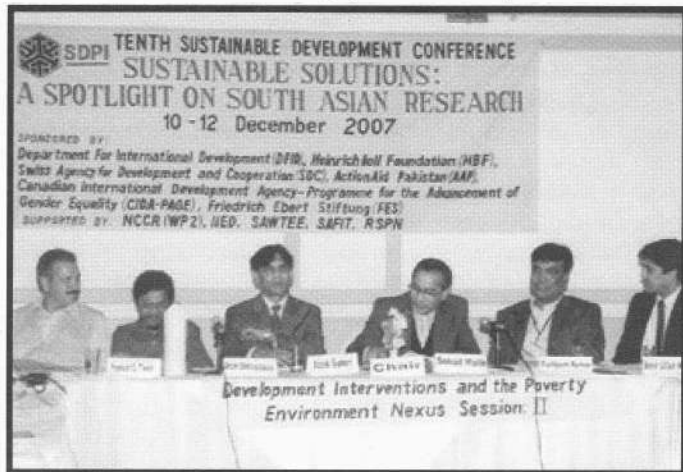 SDPI TENTH SUSTAINABLE DEVELOPMENT CONFERENCE
SUSTAINABLE SOLUTIONS:
A SPOTLIGHT ON SOUTH ASIAN RESEARCH
10-12 December 2007
SPONSORED BY:
Department For International Development (DFID), Heinrich Boll Foundation (HBF),
Swiss Agency for Development and Cooperation (SDC), ActionAid Pakistan (AAP),
Canadian International Development Agency-Programme for the Advancement of
Gender Equality (CIDA-PAGE), Friedrich Ebert Stiftung (FES)
SUPPORTED BY: NCCR (WP2), IIED, SAWTEE, SAFIT, RSPN
Chair
Development Interventions and the Poverty
Environment Nexus Session: II